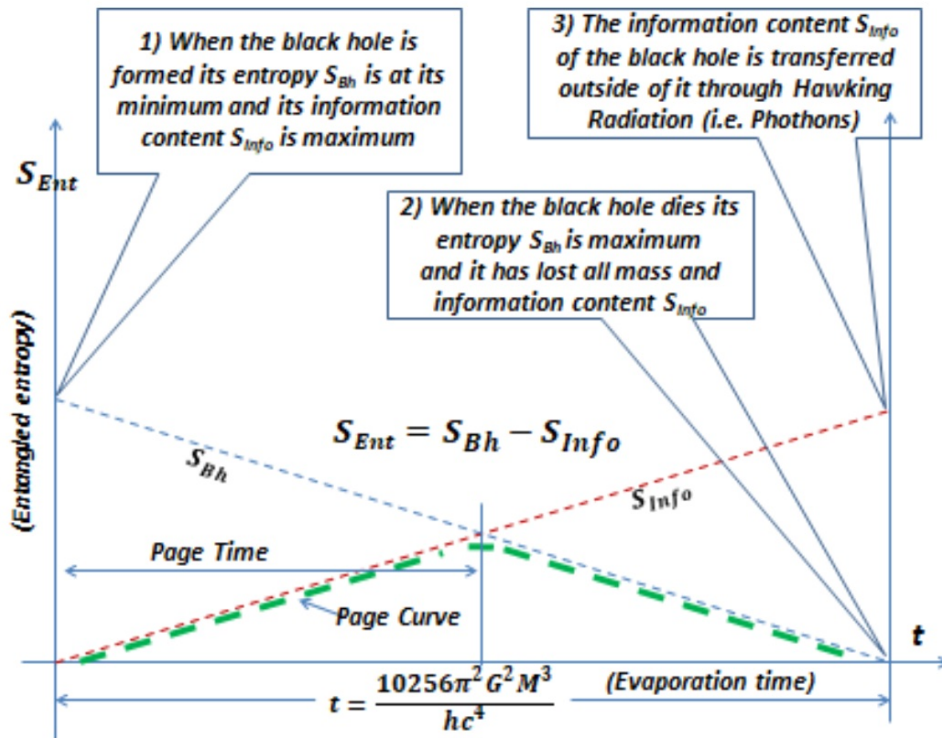 1) When the black hole is
formed its entropy S_Bh is at its
minimum and its information
content S_Info is maximum
3) The information content S_Info
of the black hole is transferred
outside of it through Hawking
Radiation (i.e. Phothons)
S_Ent
2) When the black hole dies its
entropy S_Bh is maximum
and it has lost all mass and
information content S_Info
(Entangled entropy)
S_Ent = S_Bh − S_Info
S_Bh
S_Info
Page Time
Page Curve
t
t = 10256π²G²M³ / hc⁴
(Evaporation time)